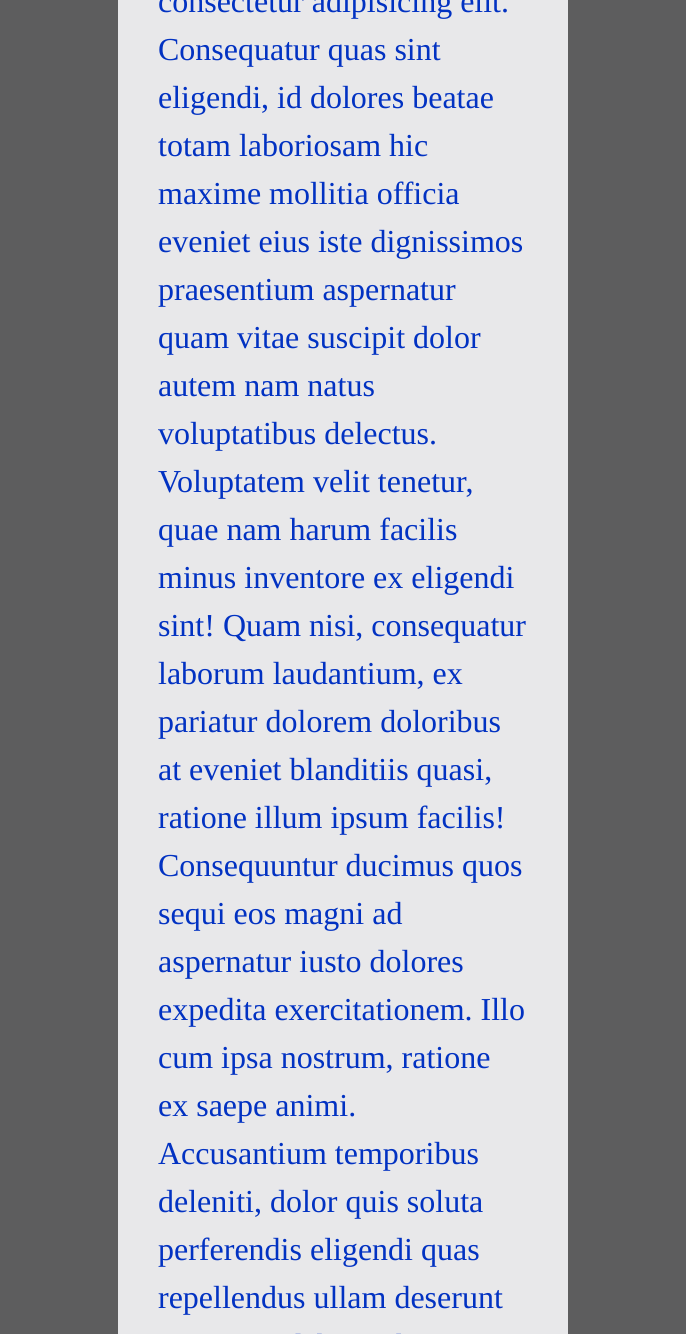 consectetur adipisicing elit.
Consequatur quas sint
eligendi, id dolores beatae
totam laboriosam hic
maxime mollitia officia
eveniet eius iste dignissimos
praesentium aspernatur
quam vitae suscipit dolor
autem nam natus
voluptatibus delectus.
Voluptatem velit tenetur,
quae nam harum facilis
minus inventore ex eligendi
sint! Quam nisi, consequatur
laborum laudantium, ex
pariatur dolorem doloribus
at eveniet blanditiis quasi,
ratione illum ipsum facilis!
Consequuntur ducimus quos
sequi eos magni ad
aspernatur iusto dolores
expedita exercitationem. Illo
cum ipsa nostrum, ratione
ex saepe animi.
Accusantium temporibus
deleniti, dolor quis soluta
perferendis eligendi quas
repellendus ullam deserunt